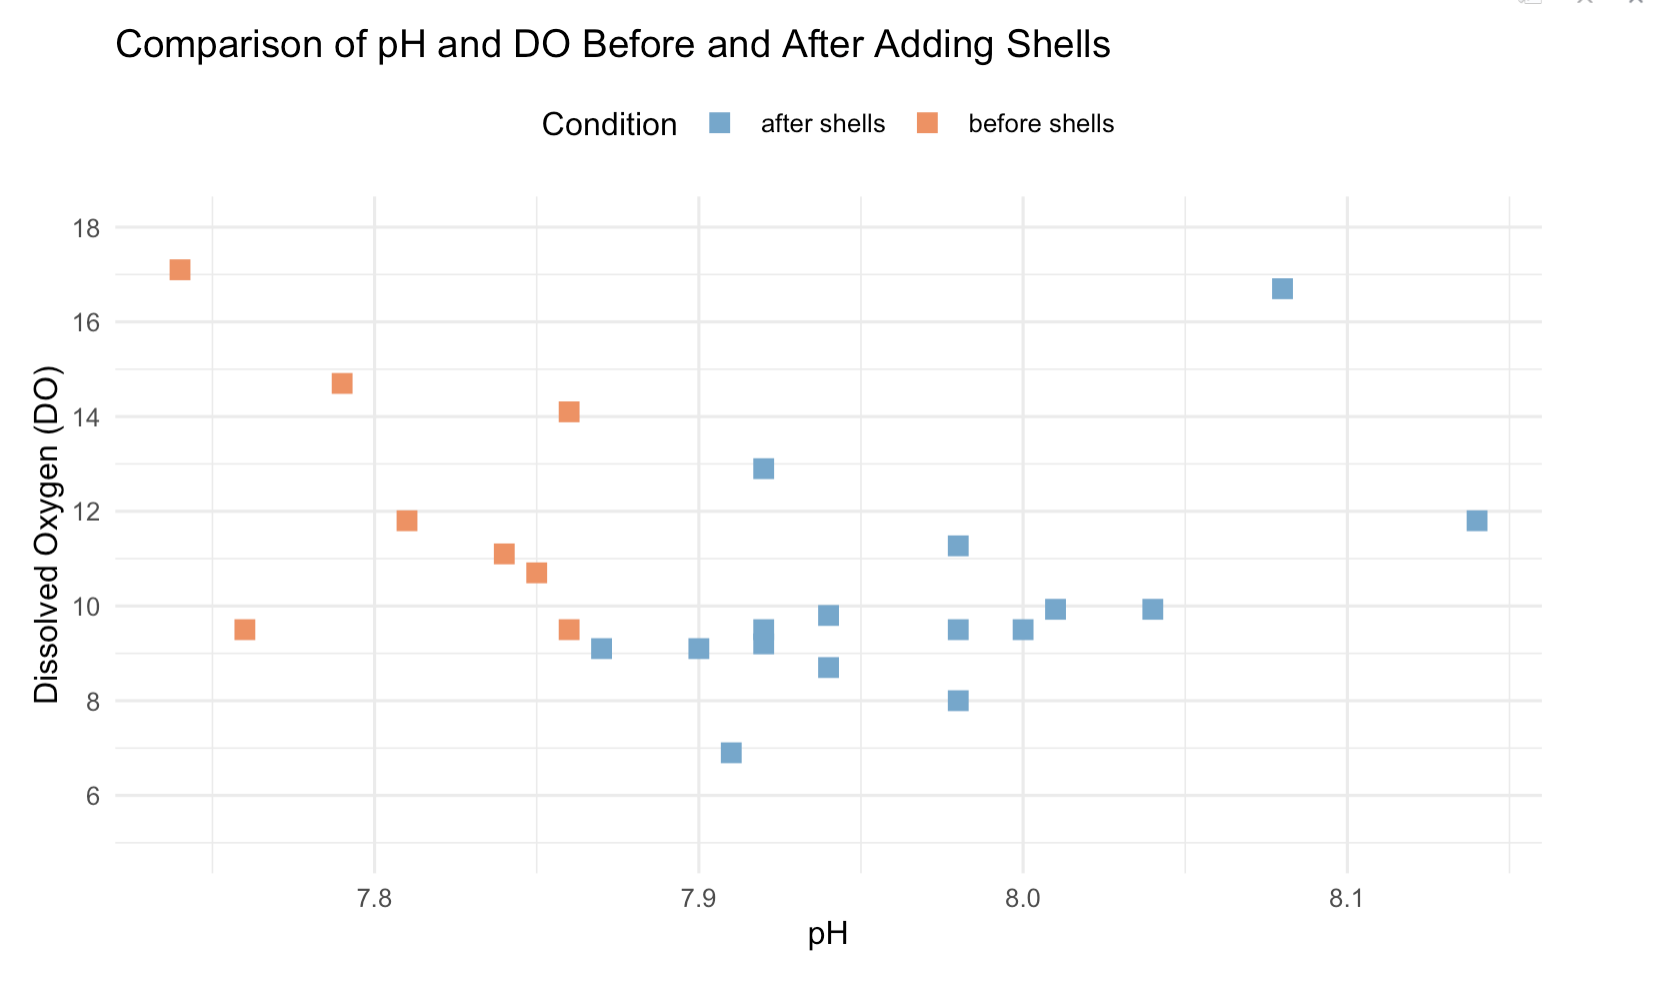 Comparison of pH and DO Before and After Adding Shells
Condition after shells before shells
Dissolved Oxygen (DO)
18
16
14
12
10
8
6
7.8 7.9 8.0 8.1
pH